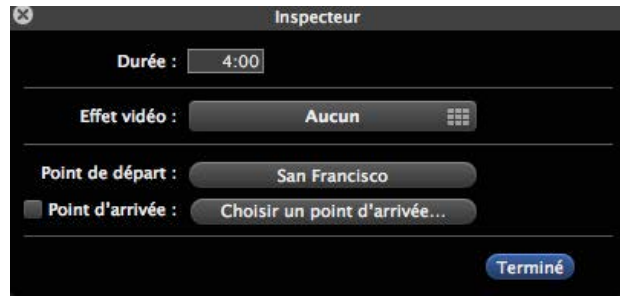 Inspecteur
Durée : 4:00
Effet vidéo : Aucun
Point de départ : San Francisco
Point d'arrivée : Choisir un point d'arrivée...
Terminé